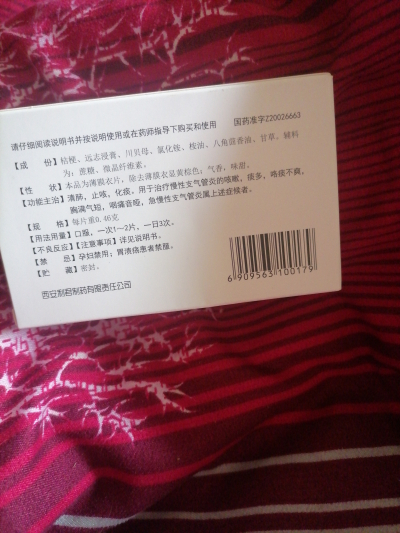 请仔细阅读说明书并按说明使用或在药师指导下购买和使用 国药准字Z20026663
【成 份】桔梗、远志浸膏、川贝母、氯化铵、桉油、八角茴香油、甘草。辅料
为：蔗糖、微晶纤维素。
【性 状】本品为薄膜衣片，除去薄膜衣显黄棕色；气香，味甜。
【功能主治】清肺，止咳，化痰。用于治疗慢性支气管炎的咳嗽，痰多，咯痰不爽，
胸满气短，咽痛音哑，急慢性支气管炎属上述症候者。
【规 格】每片重0.46克
【用法用量】口服，一次1～2片，一日3次。
【不良反应】【注意事项】详见说明书。
【禁 忌】孕妇禁用；胃溃疡患者禁服。
【贮 藏】密封。
6 909563 100179
西安利君制药有限责任公司